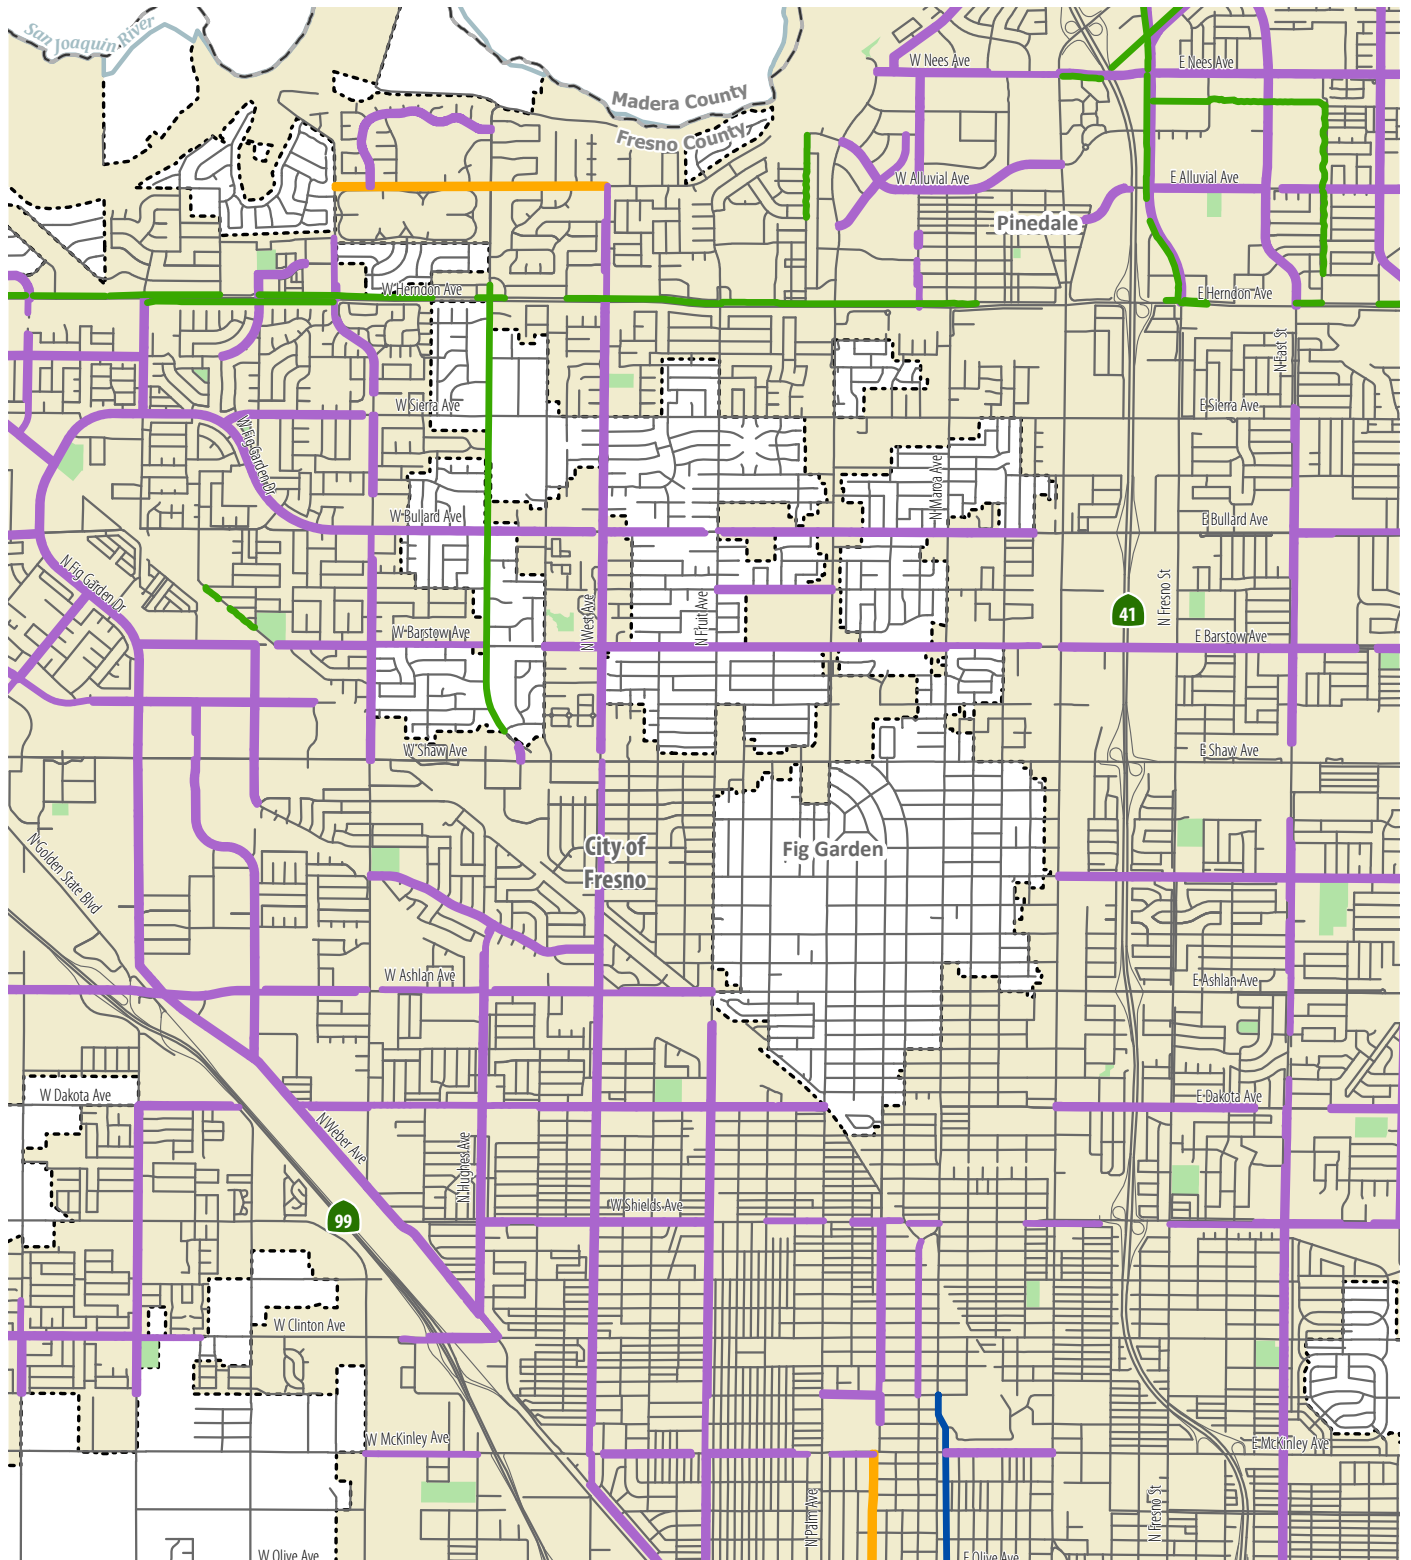 San Joaquin River
W Nees Ave
E Nees Ave
Madera County
Fresno County
W Alluvial Ave
E Alluvial Ave
Pinedale
W Herndon Ave
E Herndon Ave
N East St
W Sierra Ave
E Sierra Ave
W Fig Garden Dr
N Maroa Ave
W Bullard Ave
E Bullard Ave
N Fig Garden Dr
N Fresno St
41
N West Ave
N Fruit Ave
W Barstow Ave
E Barstow Ave
W Shaw Ave
E Shaw Ave
City of
Fresno
Fig Garden
N Golden State Blvd
W Ashlan Ave
E Ashlan Ave
W Dakota Ave
E Dakota Ave
N Weber Ave
N Hughes Ave
W Shields Ave
99
W Clinton Ave
W McKinley Ave
E McKinley Ave
N Palm Ave
N Fresno St
W Olive Ave
E Olive Ave